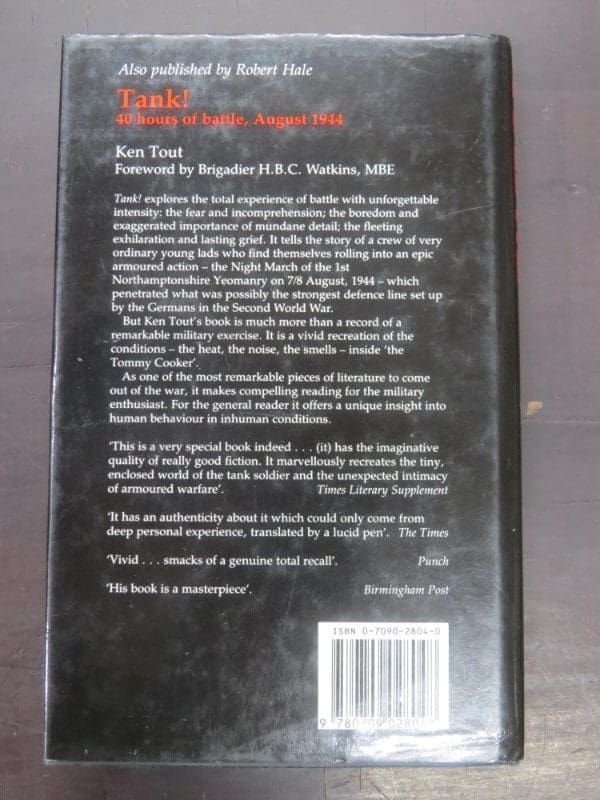 Also published by Robert Hale
Tank!
40 hours of battle, August 1944
Ken Tout
Foreword by Brigadier H.B.C. Watkins, MBE
Tank! explores the total experience of battle with unforgettable
intensity: the fear and incomprehension; the boredom and
exaggerated importance of mundane detail; the fleeting
exhilaration and lasting grief. It tells the story of a crew of very
ordinary young lads who find themselves rolling into an epic
armoured action – the Night March of the 1st
Northamptonshire Yeomanry on 7/8 August, 1944 – which
penetrated what was possibly the strongest defence line set up
by the Germans in the Second World War.
But Ken Tout's book is much more than a record of a
remarkable military exercise. It is a vivid recreation of the
conditions – the heat, the noise, the smells – inside 'the
Tommy Cooker'.
As one of the most remarkable pieces of literature to come
out of the war, it makes compelling reading for the military
enthusiast. For the general reader it offers a unique insight into
human behaviour in inhuman conditions.
'This is a very special book indeed . . . (it) has the imaginative
quality of really good fiction. It marvellously recreates the tiny,
enclosed world of the tank soldier and the unexpected intimacy
of armoured warfare'. Times Literary Supplement
'It has an authenticity about it which could only come from
deep personal experience, translated by a lucid pen'. The Times
'Vivid . . . smacks of a genuine total recall'. Punch
'His book is a masterpiece'. Birmingham Post
ISBN 0-7090-2804-0